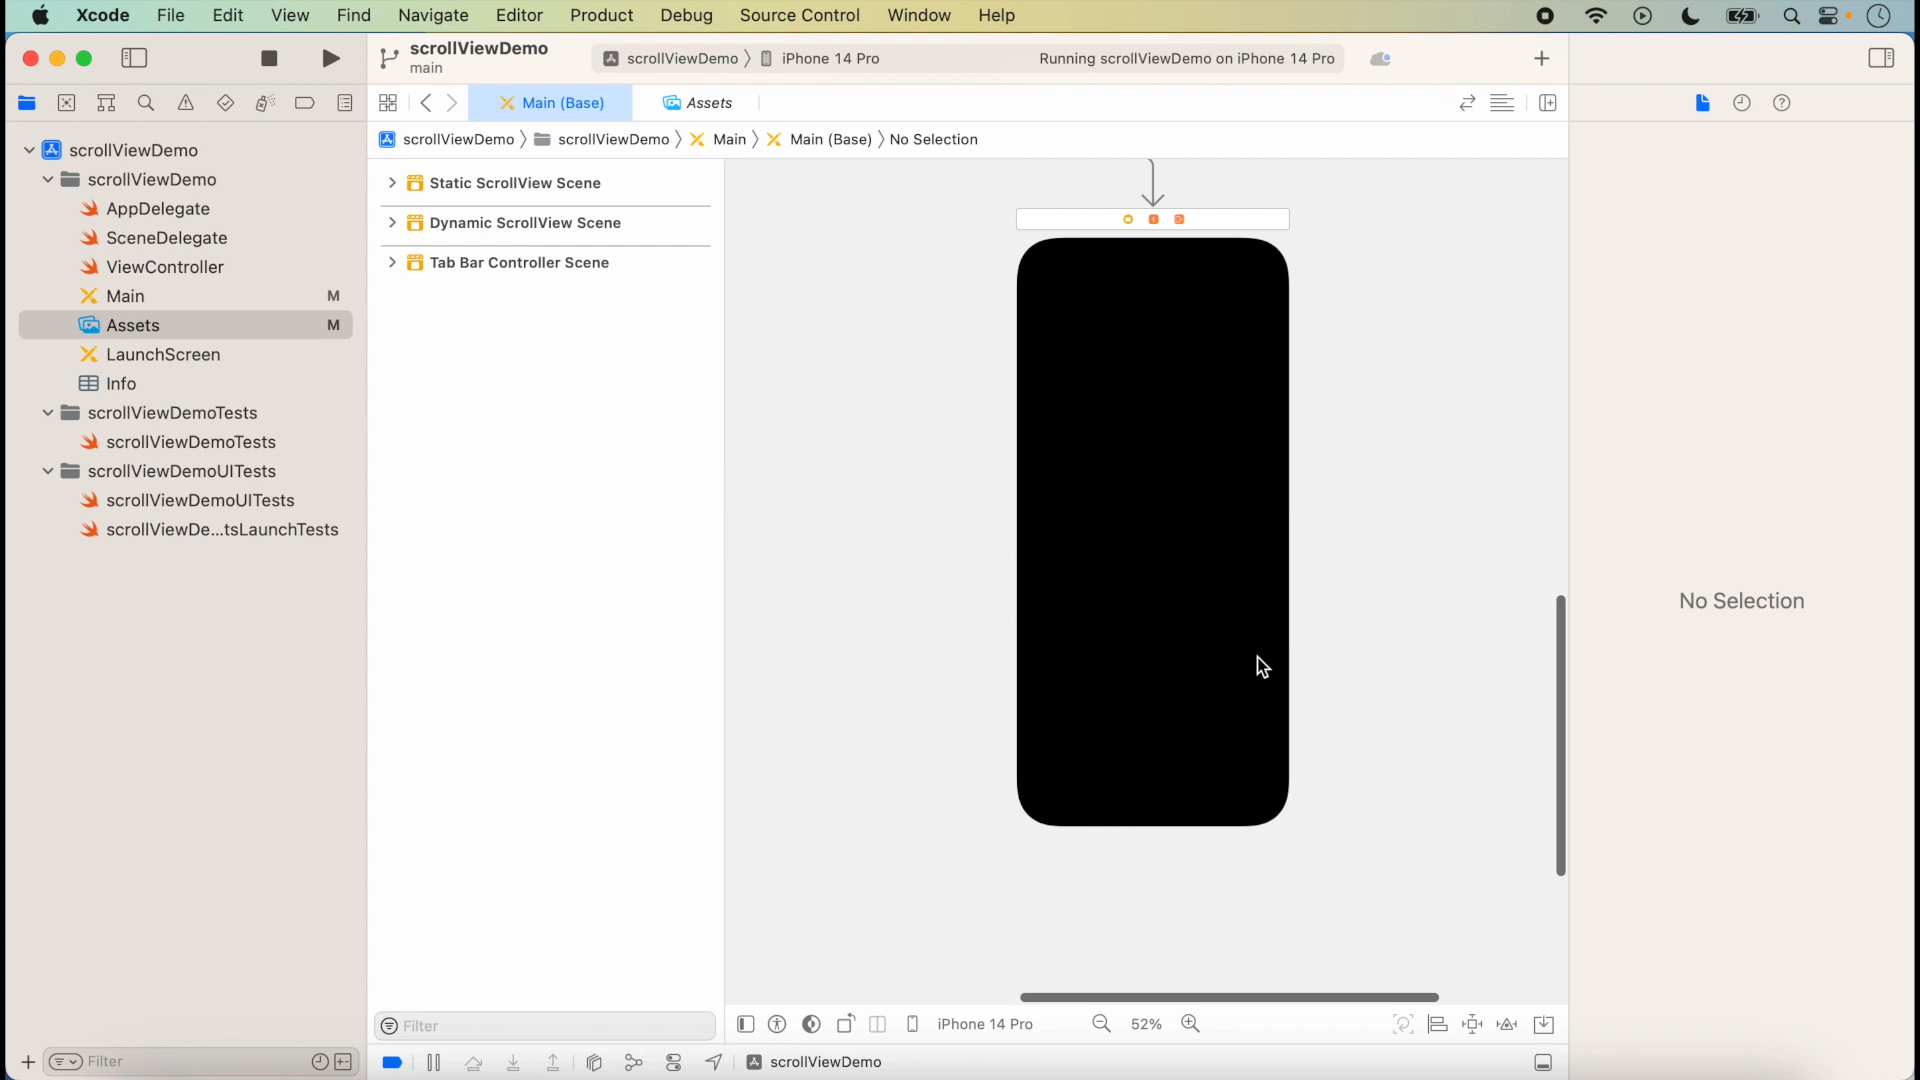 Xcode File Edit View Find Navigate Editor Product Debug Source Control Window Help
scrollViewDemo
main
scrollViewDemo iPhone 14 Pro Running scrollViewDemo on iPhone 14 Pro
Main (Base) Assets
scrollViewDemo scrollViewDemo Main Main (Base) No Selection
scrollViewDemo
scrollViewDemo
AppDelegate
SceneDelegate
ViewController
Main M
Assets M
LaunchScreen
Info
scrollViewDemoTests
scrollViewDemoTests
scrollViewDemoUITests
scrollViewDemoUITests
scrollViewDe...tsLaunchTests
Static ScrollView Scene
Dynamic ScrollView Scene
Tab Bar Controller Scene
No Selection
Filter
iPhone 14 Pro 52%
Filter
scrollViewDemo